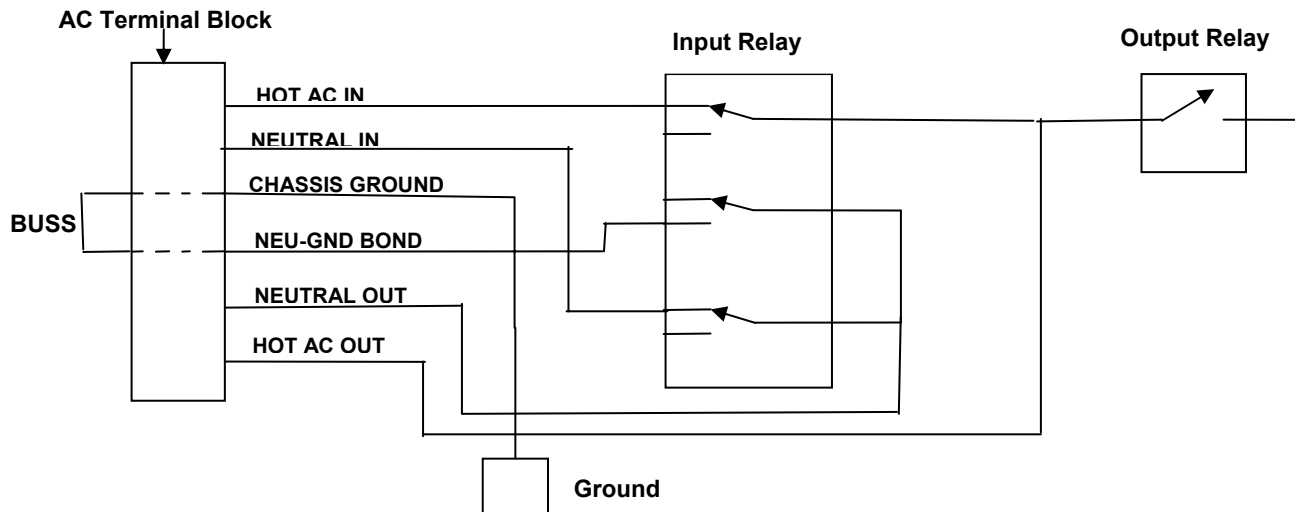 AC Terminal Block
Input Relay
Output Relay
HOT AC IN
NEUTRAL IN
CHASSIS GROUND
BUSS
NEU-GND BOND
NEUTRAL OUT
HOT AC OUT
Ground